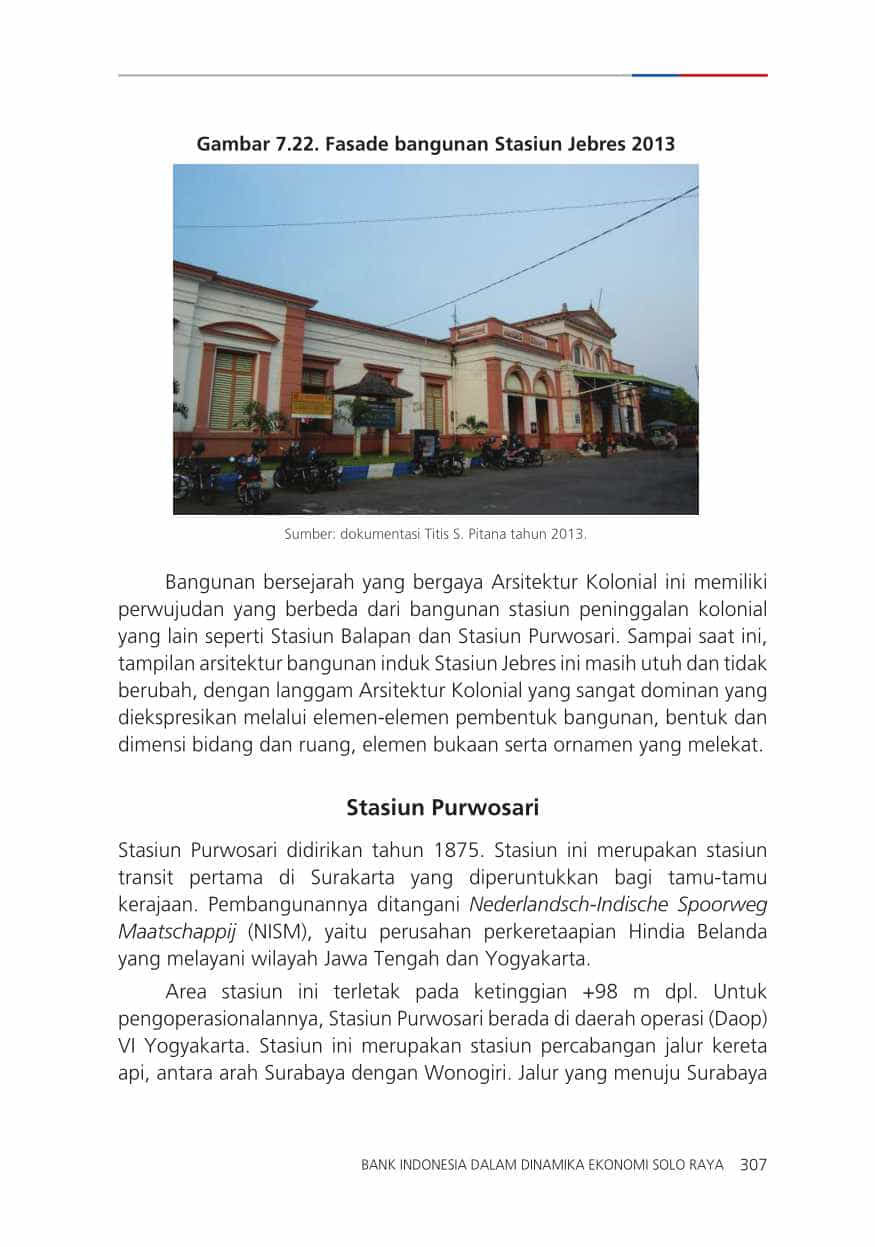 Gambar 7.22. Fasade bangunan Stasiun Jebres 2013
Sumber: dokumentasi Titis S. Pitana tahun 2013.
Bangunan bersejarah yang bergaya Arsitektur Kolonial ini memiliki
perwujudan yang berbeda dari bangunan stasiun peninggalan kolonial
yang lain seperti Stasiun Balapan dan Stasiun Purwosari. Sampai saat ini,
tampilan arsitektur bangunan induk Stasiun Jebres ini masih utuh dan tidak
berubah, dengan langgam Arsitektur Kolonial yang sangat dominan yang
diekspresikan melalui elemen-elemen pembentuk bangunan, bentuk dan
dimensi bidang dan ruang, elemen bukaan serta ornamen yang melekat.
Stasiun Purwosari
Stasiun Purwosari didirikan tahun 1875. Stasiun ini merupakan stasiun
transit pertama di Surakarta yang diperuntukkan bagi tamu-tamu
kerajaan. Pembangunannya ditangani Nederlandsch-Indische Spoorweg
Maatschappij (NISM), yaitu perusahan perkeretaapian Hindia Belanda
yang melayani wilayah Jawa Tengah dan Yogyakarta.
Area stasiun ini terletak pada ketinggian +98 m dpl. Untuk
pengoperasionalannya, Stasiun Purwosari berada di daerah operasi (Daop)
VI Yogyakarta. Stasiun ini merupakan stasiun percabangan jalur kereta
api, antara arah Surabaya dengan Wonogiri. Jalur yang menuju Surabaya
BANK INDONESIA DALAM DINAMIKA EKONOMI SOLO RAYA 307